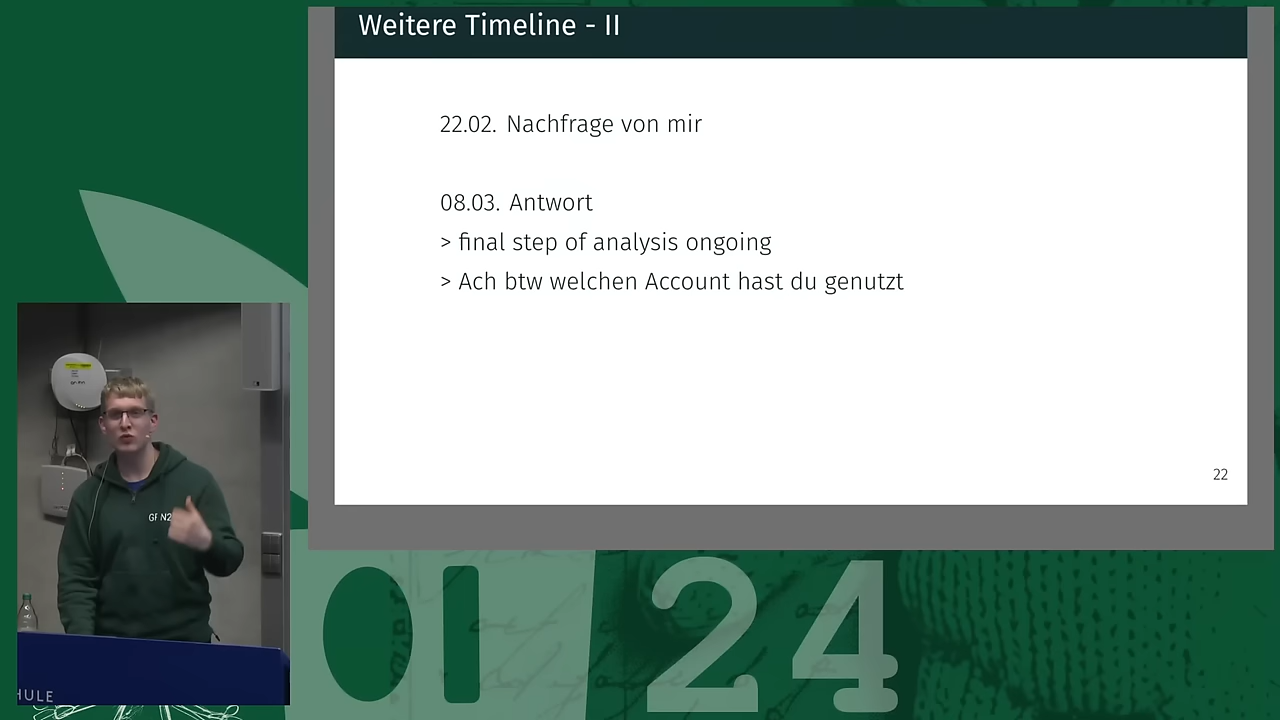 Weitere Timeline - II
22.02. Nachfrage von mir
08.03. Antwort
> final step of analysis ongoing
> Ach btw welchen Account hast du genutzt
22
24
HULE